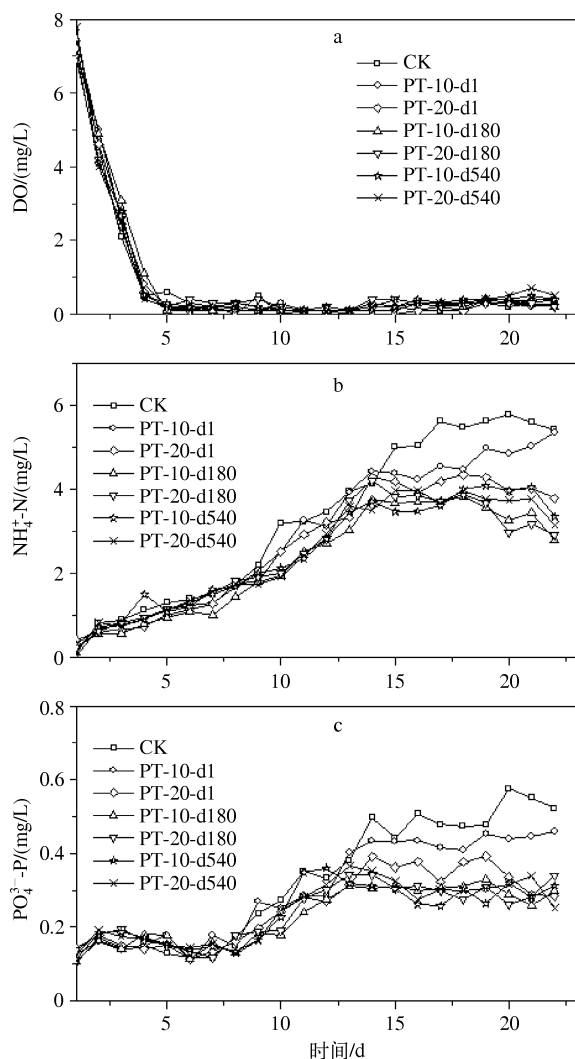 a
8
6
4
2
0
DO/(mg/L)
CK
PT-10-d1
PT-20-d1
PT-10-d180
PT-20-d180
PT-10-d540
PT-20-d540
5
10
15
20
b
6
4
2
0
NH₄⁺-N/(mg/L)
CK
PT-10-d1
PT-20-d1
PT-10-d180
PT-20-d180
PT-10-d540
PT-20-d540
5
10
15
20
c
0.8
0.6
0.4
0.2
0
PO₄³⁻-P/(mg/L)
CK
PT-10-d1
PT-20-d1
PT-10-d180
PT-20-d180
PT-10-d540
PT-20-d540
5
10
15
20
时间/d